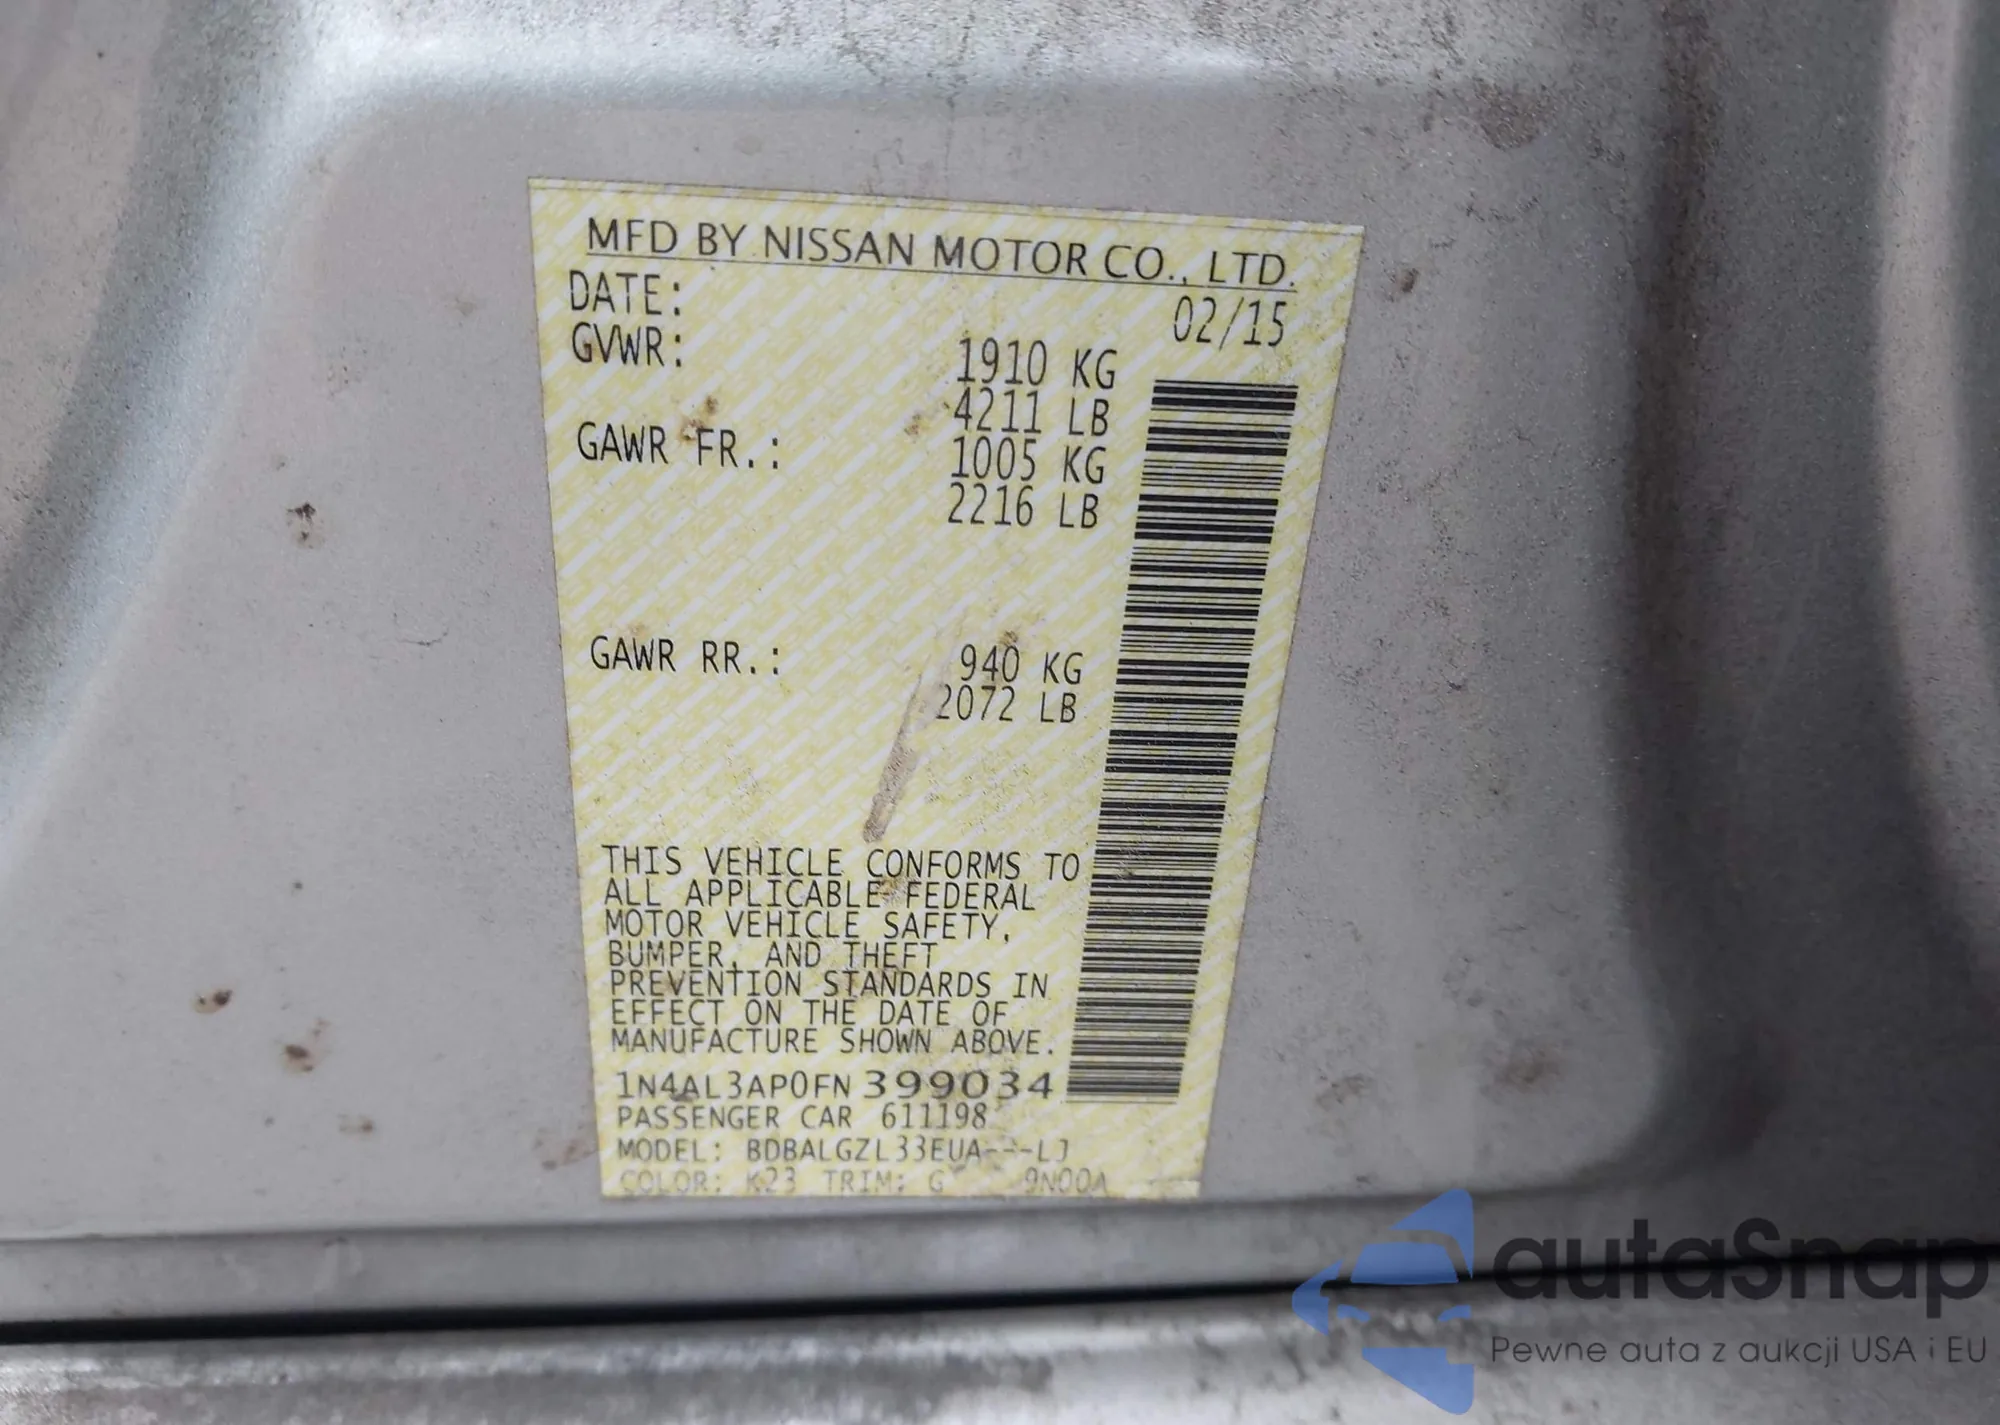 MFD BY NISSAN MOTOR CO., LTD.
DATE: 02/15
GVWR: 1910 KG
4211 LB
GAWR FR.: 1005 KG
2216 LB
GAWR RR.: 940 KG
2072 LB
THIS VEHICLE CONFORMS TO
ALL APPLICABLE FEDERAL
MOTOR VEHICLE SAFETY,
BUMPER, AND THEFT
PREVENTION STANDARDS IN
EFFECT ON THE DATE OF
MANUFACTURE SHOWN ABOVE.
1N4AL3AP0FN399034
PASSENGER CAR 611198
MODEL: BDBALGZL33EUA---LJ
COLOR: K23 TRIM: G 9N00A
autaSnap
Pewne auta z aukcji USA i EU